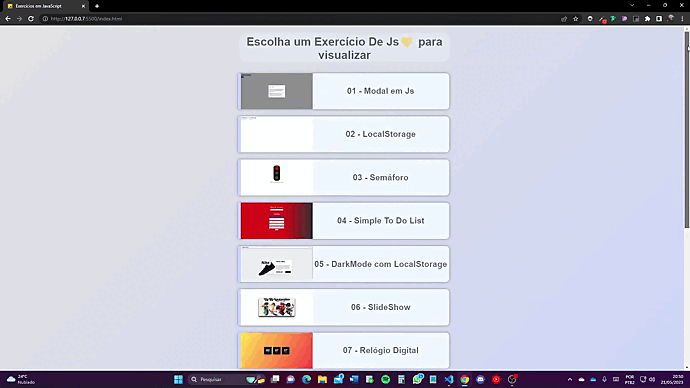 Exercícios em JavaScript
http://127.0.0.7:5500/index.html
Escolha um Exercício De Js💛 para
visualizar
01 - Modal em Js
02 - LocalStorage
03 - Semáforo
04 - Simple To Do List
05 - DarkMode com LocalStorage
06 - SlideShow
07 - Relógio Digital
24°C
Nublado
Pesquisar
POR
PTB2
20:50
21/05/2023